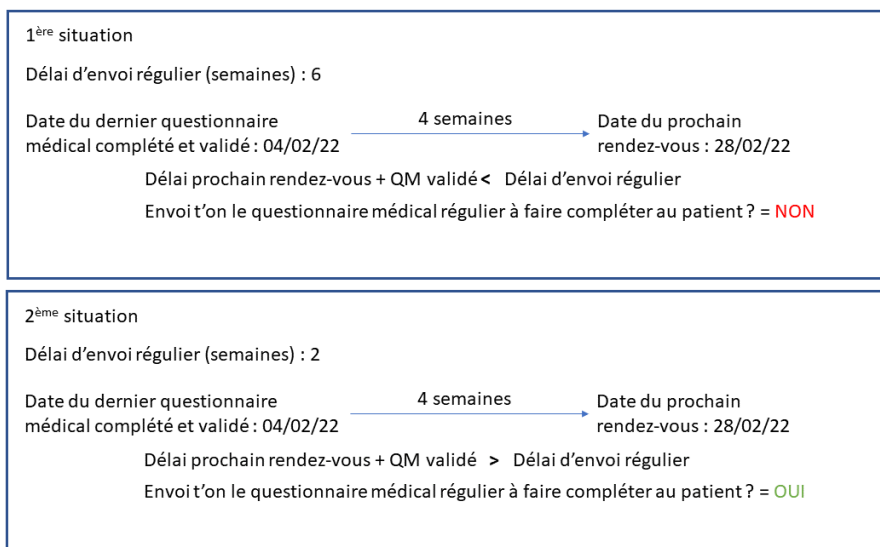 1ère situation
Délai d'envoi régulier (semaines) : 6
Date du dernier questionnaire
médical complété et validé : 04/02/22
4 semaines
Date du prochain
rendez-vous : 28/02/22
Délai prochain rendez-vous + QM validé < Délai d'envoi régulier
Envoi t'on le questionnaire médical régulier à faire compléter au patient ? = NON
2ème situation
Délai d'envoi régulier (semaines) : 2
Date du dernier questionnaire
médical complété et validé : 04/02/22
4 semaines
Date du prochain
rendez-vous : 28/02/22
Délai prochain rendez-vous + QM validé > Délai d'envoi régulier
Envoi t'on le questionnaire médical régulier à faire compléter au patient ? = OUI